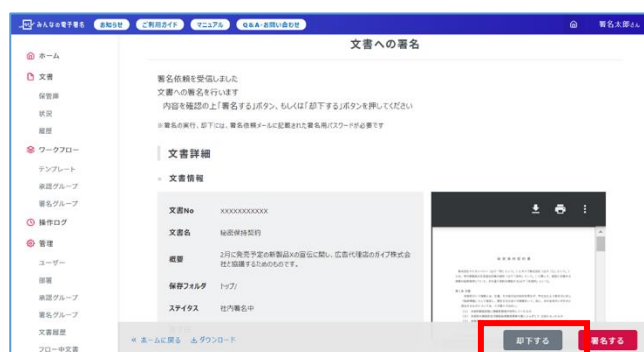 みんなの電子署名 お知らせ ご利用ガイド マニュアル Q&A・お問い合わせ 署名太郎さん
文書への署名
ホーム
文書
保管庫
状況
履歴
ワークフロー
テンプレート
承認グループ
署名グループ
操作ログ
管理
ユーザー
部署
承認グループ
署名グループ
文書履歴
フロー中文書
署名依頼を受信しました
文書への署名を行います
内容を確認の上「署名する」ボタン、もしくは「却下する」ボタンを押してください
※署名の実行、却下には、署名依頼メールに記載された署名用パスワードが必要です
文書詳細
文書情報
文書No XXXXXXXXXXX
文書名 秘密保持契約
概要 2月に発売予定の新製品Xの宣伝に関し、広告代理店のガイア株式会
社と協議するためのものです。
保存フォルダ トップ/
ステイタス 社内署名中
« ホームに戻る ダウンロード
却下する 署名する